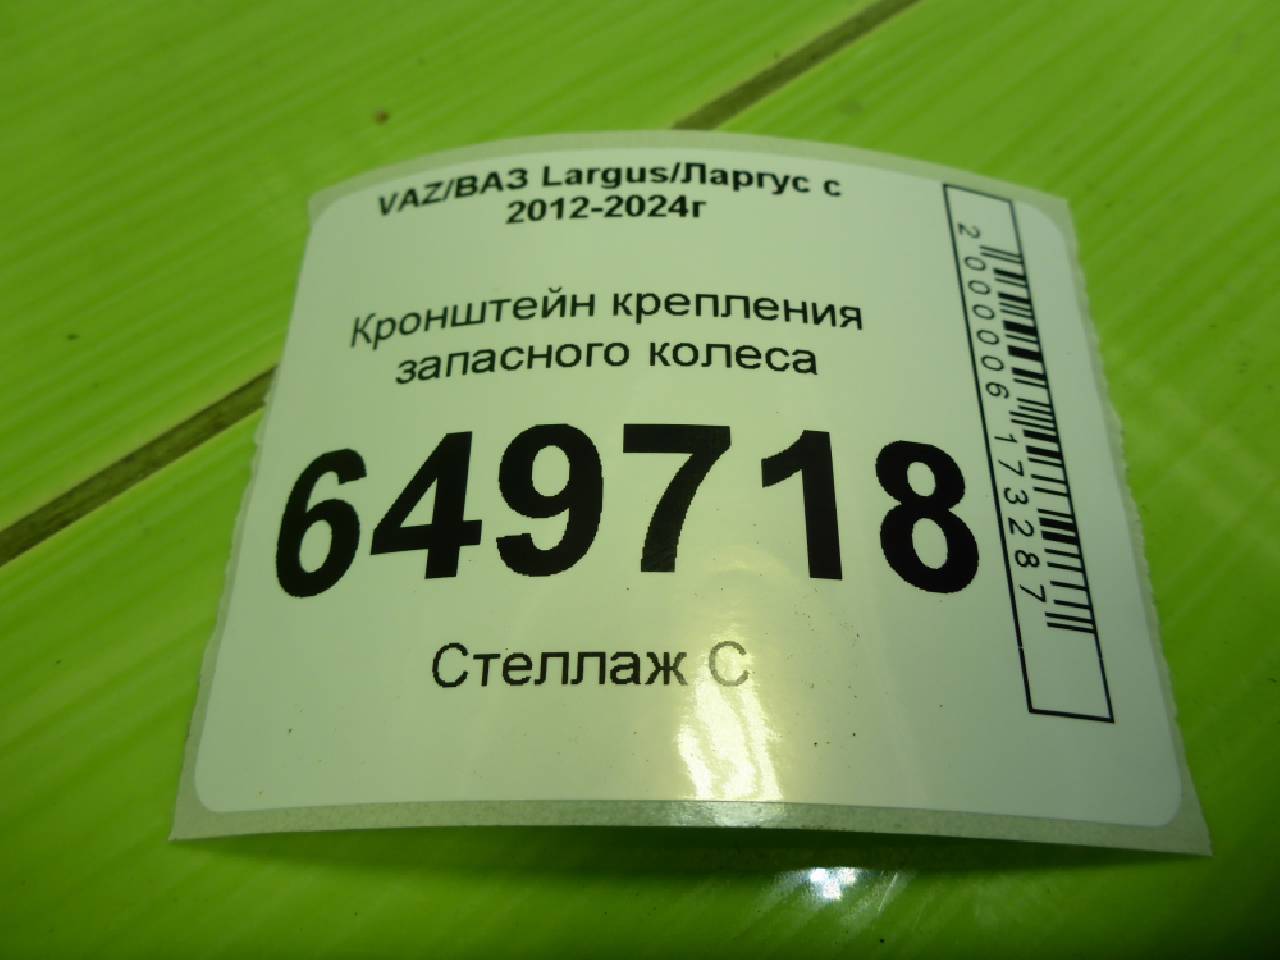 VAZ/ВАЗ Largus/Ларгус с
2012-2024г
Кронштейн крепления
запасного колеса
649718
Стеллаж С
2000006173287